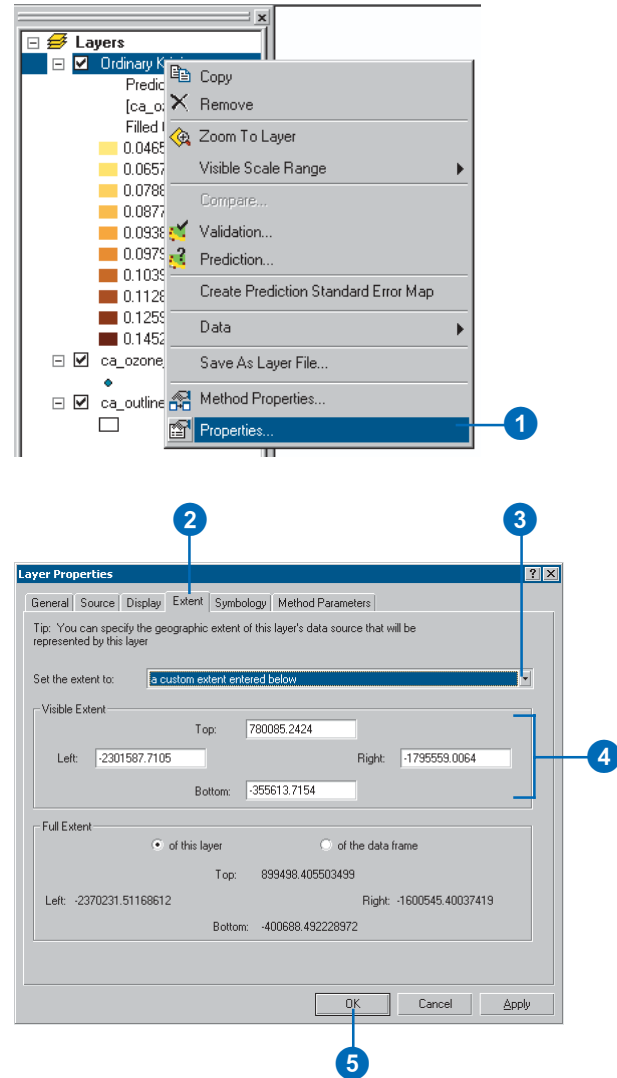 Layers
Ordinary K
Copy
Predic
Remove
[ca_o
Filled
Zoom To Layer
0.0465
Visible Scale Range
0.0657
0.0788
Compare...
0.0877
Validation...
0.0938
0.0979
Prediction...
0.1039
Create Prediction Standard Error Map
0.1128
0.1259
Data
0.1452
ca_ozone_
Save As Layer File...
ca_outline
Method Properties...
Properties...
1
2
3
Layer Properties
General Source Display Extent Symbology Method Parameters
Tip: You can specify the geographic extent of this layer's data source that will be
represented by this layer
Set the extent to: a custom extent entered below
Visible Extent
Top: 780085.2424
Left: -2301587.7105 Right: -1795559.0064
4
Bottom: -355613.7154
Full Extent
of this layer of the data frame
Top: 899498.405503499
Left: -2370231.51168612 Right: -1600545.40037419
Bottom: -400688.492228972
OK Cancel Apply
5